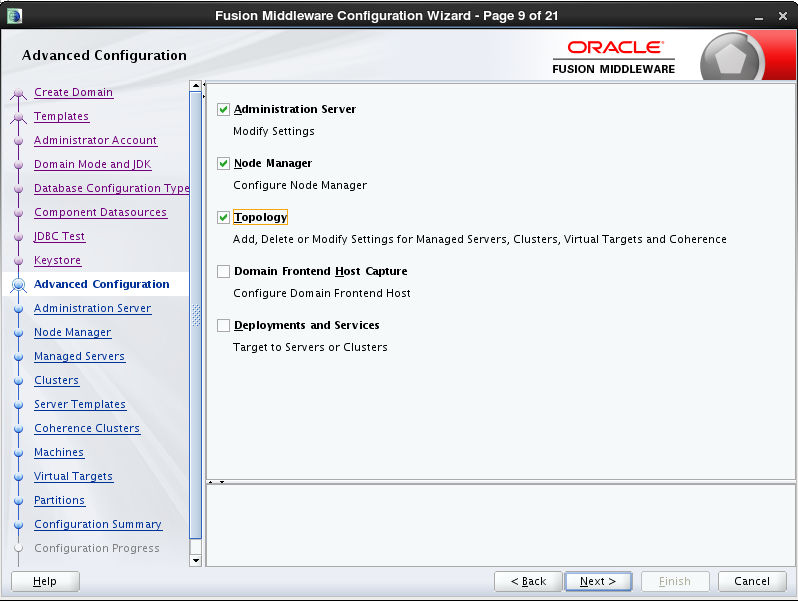 Fusion Middleware Configuration Wizard - Page 9 of 21
Advanced Configuration
ORACLE
FUSION MIDDLEWARE
Create Domain
Templates
Administrator Account
Domain Mode and JDK
Database Configuration Type
Component Datasources
JDBC Test
Keystore
Advanced Configuration
Administration Server
Node Manager
Managed Servers
Clusters
Server Templates
Coherence Clusters
Machines
Virtual Targets
Partitions
Configuration Summary
Configuration Progress
Administration Server
Modify Settings
Node Manager
Configure Node Manager
Topology
Add, Delete or Modify Settings for Managed Servers, Clusters, Virtual Targets and Coherence
Domain Frontend Host Capture
Configure Domain Frontend Host
Deployments and Services
Target to Servers or Clusters
Help
< Back
Next >
Finish
Cancel